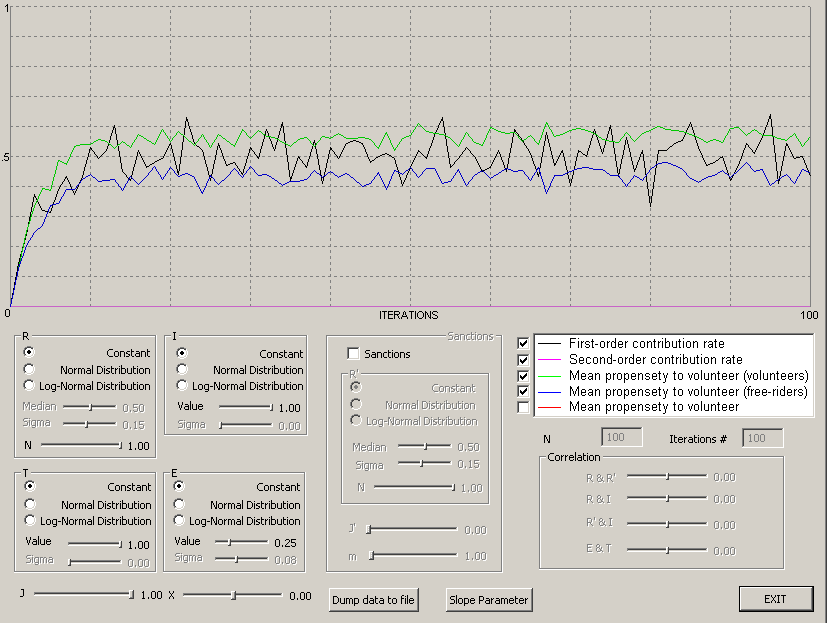 1
.5
0
ITERATIONS
100
R
Constant
Normal Distribution
Log-Normal Distribution
Median 0.50
Sigma 0.15
N 1.00
I
Constant
Normal Distribution
Log-Normal Distribution
Value 1.00
Sigma 0.00
T
Constant
Normal Distribution
Log-Normal Distribution
Value 1.00
Sigma 0.00
E
Constant
Normal Distribution
Log-Normal Distribution
Value 0.25
Sigma 0.08
J 1.00 X 0.00
Sanctions
Sanctions
R'
Constant
Normal Distribution
Log-Normal Distribution
Median 0.50
Sigma 0.15
N 1.00
J' 0.00
m 1.00
Dump data to file
Slope Parameter
First-order contribution rate
Second-order contribution rate
Mean propensety to volunteer (volunteers)
Mean propensety to volunteer (free-riders)
Mean propensety to volunteer
N 100 Iterations # 100
Correlation
R & R' 0.00
R & I 0.00
R' & I 0.00
E & T 0.00
EXIT